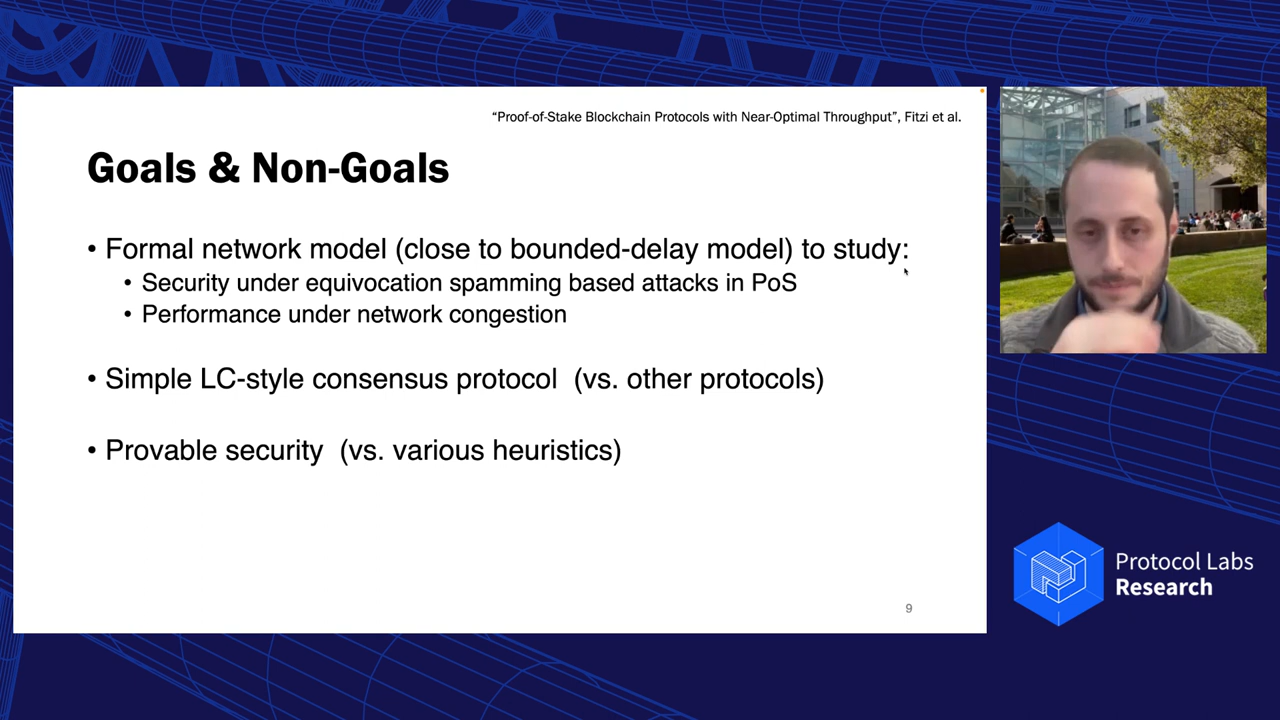 “Proof-of-Stake Blockchain Protocols with Near-Optimal Throughput”, Fitzi et al.
Goals & Non-Goals
• Formal network model (close to bounded-delay model) to study:
• Security under equivocation spamming based attacks in PoS
• Performance under network congestion
• Simple LC-style consensus protocol (vs. other protocols)
• Provable security (vs. various heuristics)
9
Protocol Labs
Research